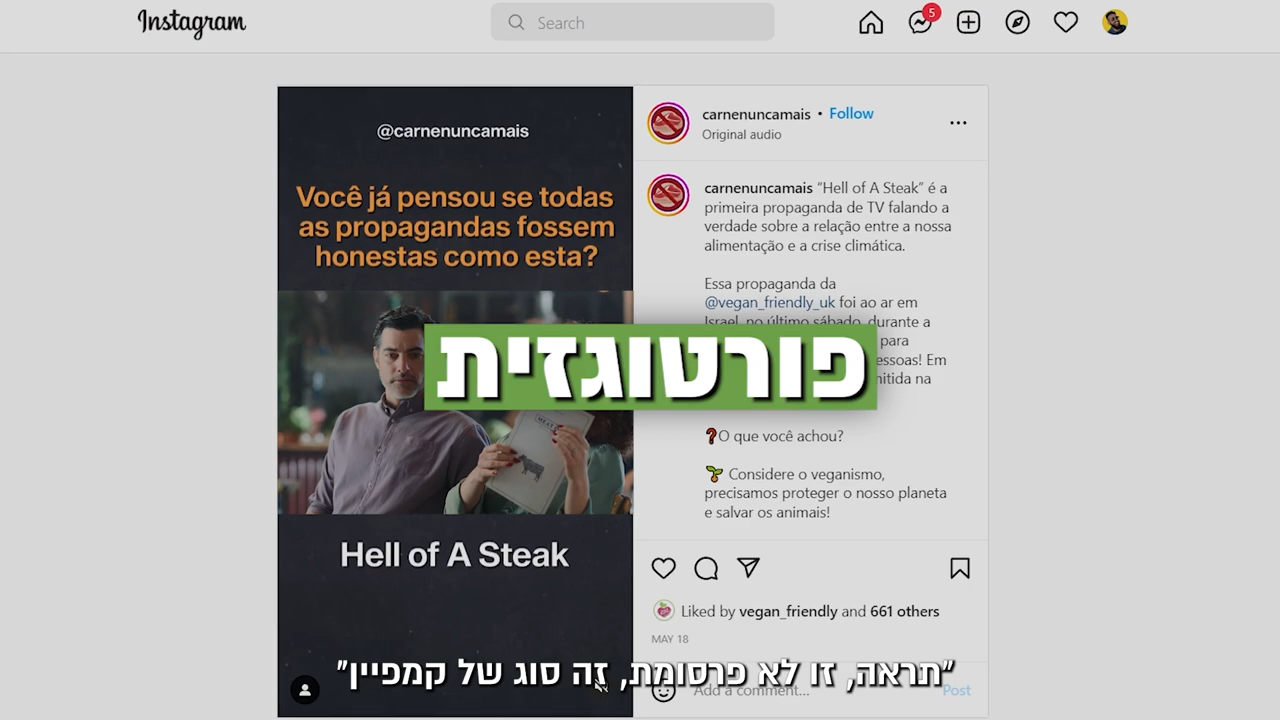 Instagram
Search
5
@carnenuncamais
Você já pensou se todas
as propagandas fossem
honestas como esta?
MEAT
Hell of A Steak
carnenuncamais • Follow
Original audio
carnenuncamais “Hell of A Steak” é a
primeira propaganda de TV falando a
verdade sobre a relação entre a nossa
alimentação e a crise climática.
Essa propaganda da
@vegan_friendly_uk foi ao ar em
Israel, no último sábado, durante a
para
essoas! Em
nitida na
❓O que você achou?
🌱 Considere o veganismo,
precisamos proteger o nosso planeta
e salvar os animais!
Liked by vegan_friendly and 661 others
MAY 18
Add a comment...
Post
פורטוגזית
"תראה, זו לא פרסומת, זה סוג של קמפיין"